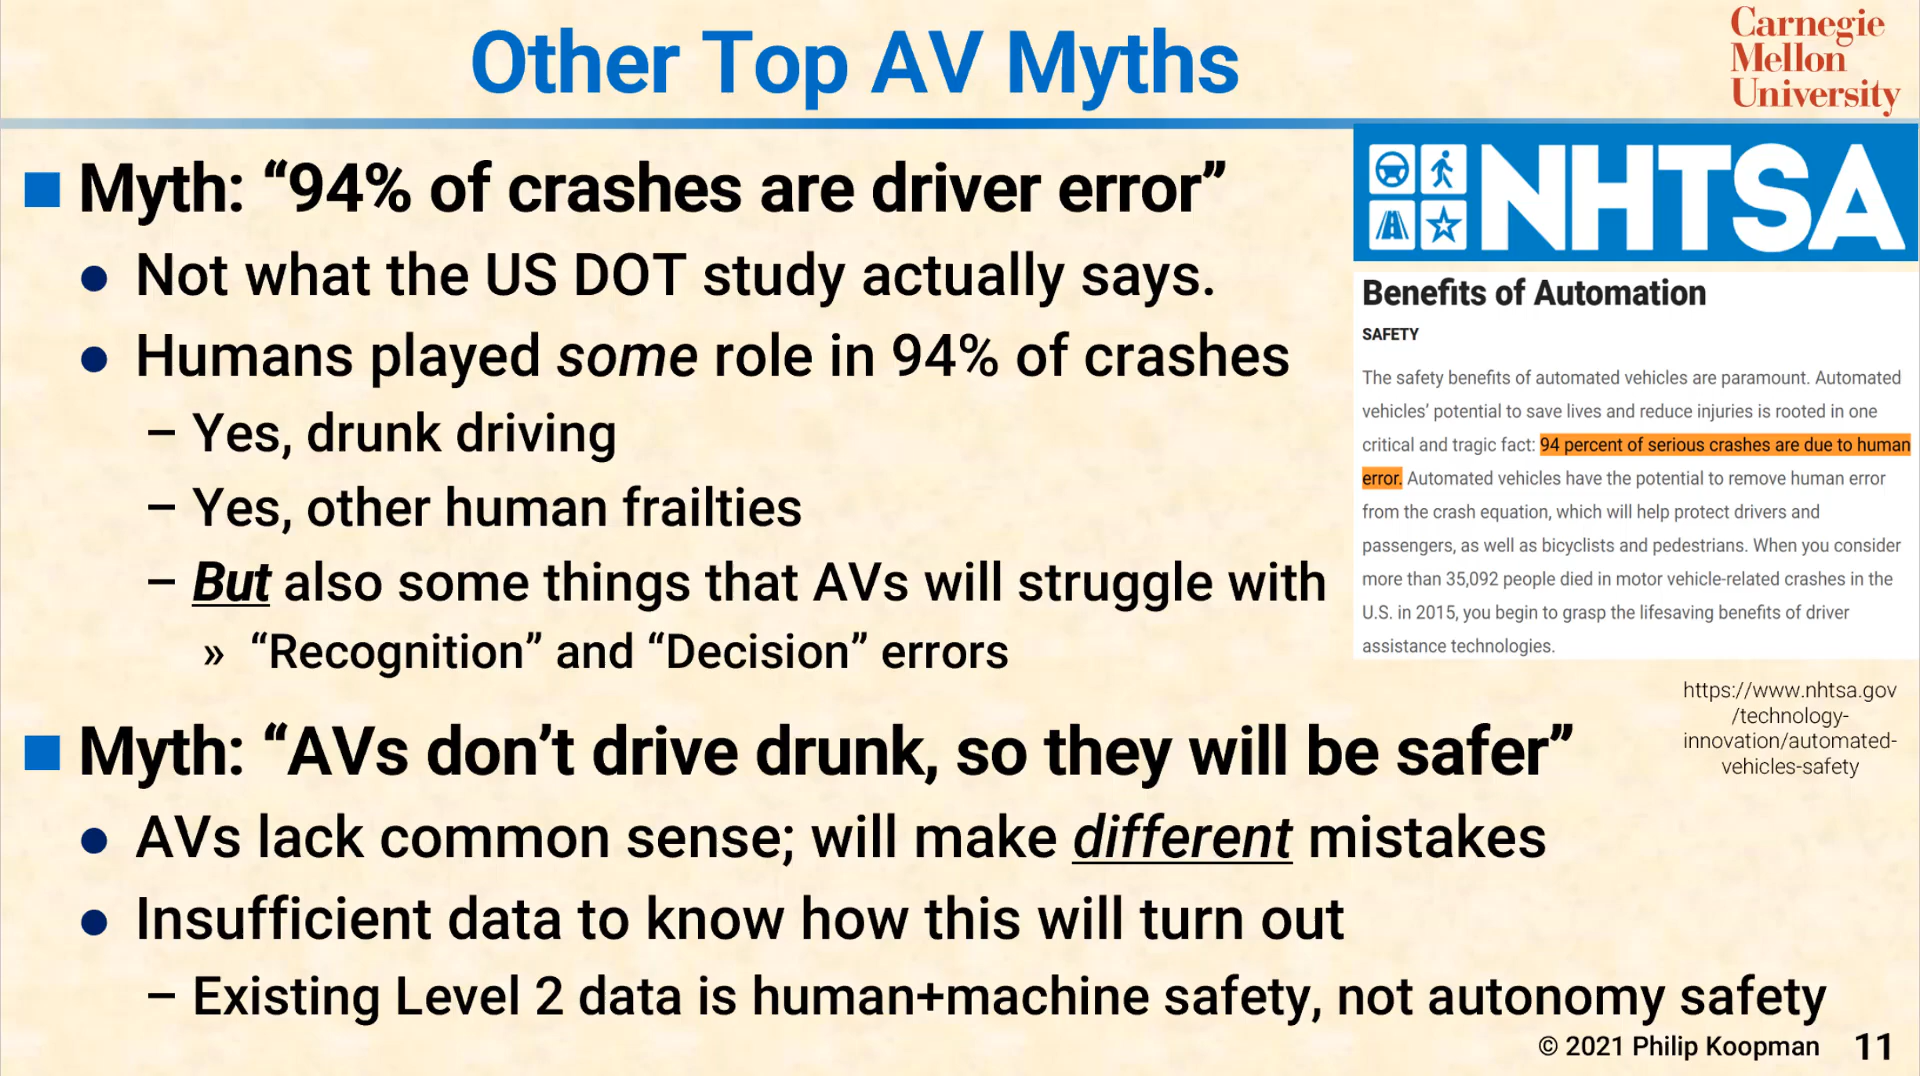 Other Top AV Myths
Carnegie
Mellon
University
■ Myth: “94% of crashes are driver error”
● Not what the US DOT study actually says.
● Humans played some role in 94% of crashes
– Yes, drunk driving
– Yes, other human frailties
– But also some things that AVs will struggle with
» “Recognition” and “Decision” errors
NHTSA
Benefits of Automation
SAFETY
The safety benefits of automated vehicles are paramount. Automated
vehicles’ potential to save lives and reduce injuries is rooted in one
critical and tragic fact: 94 percent of serious crashes are due to human
error. Automated vehicles have the potential to remove human error
from the crash equation, which will help protect drivers and
passengers, as well as bicyclists and pedestrians. When you consider
more than 35,092 people died in motor vehicle-related crashes in the
U.S. in 2015, you begin to grasp the lifesaving benefits of driver
assistance technologies.
https://www.nhtsa.gov
/technology-
innovation/automated-
vehicles-safety
■ Myth: “AVs don’t drive drunk, so they will be safer”
● AVs lack common sense; will make different mistakes
● Insufficient data to know how this will turn out
– Existing Level 2 data is human+machine safety, not autonomy safety
© 2021 Philip Koopman 11